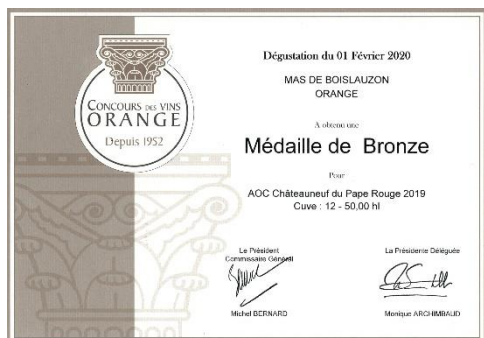 CONCOURS DES VINS
ORANGE
Depuis 1952
Dégustation du 01 Février 2020
MAS DE BOISLAUZON
ORANGE
A obtenu une
Médaille de Bronze
Pour
AOC Châteauneuf du Pape Rouge 2019
Cuve : 12 - 50,00 hl
Le Président
Commissaire Général
Michel BERNARD
La Présidente Déléguée
Monique ARCHIMBAUD